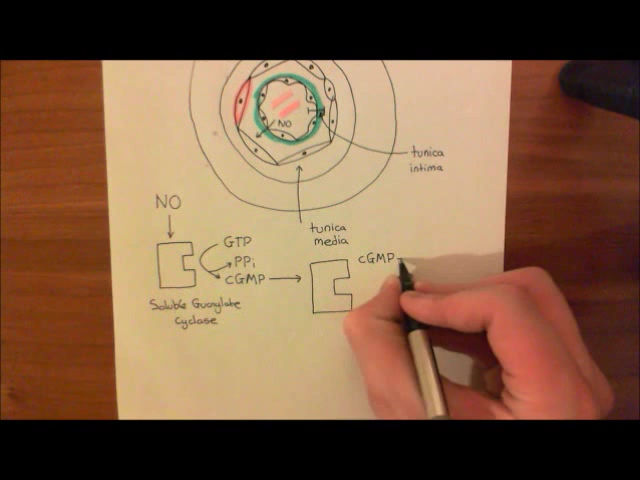 NO
tunica
intima
NO
tunica
media
GTP
PPi
cGMP
cGMP
Soluble Guanylate
Cyclase